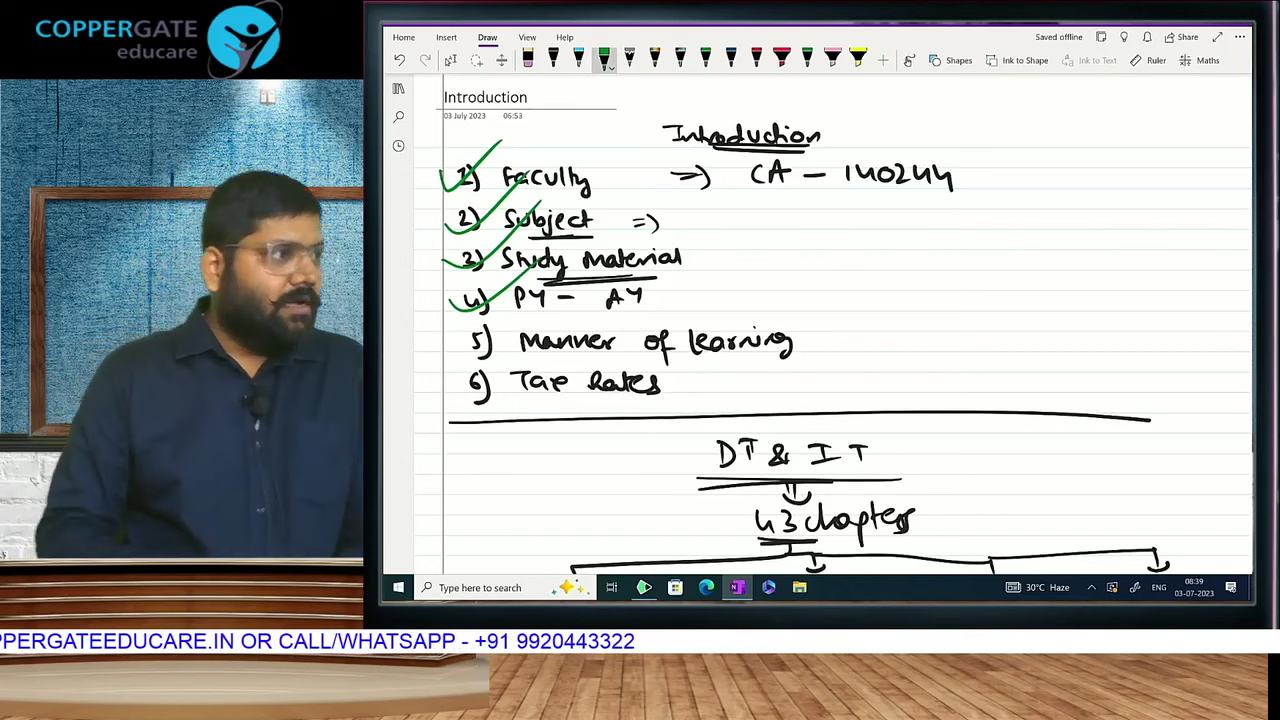 COPPERGATE
educare
Home Insert Draw View Help
Saved offline Share
Shapes Ink to Shape Ink to Text Ruler Maths
Introduction
03 July 2023 06:53
Introduction
1) Faculty => CA - 140244
2) Subject =>
3) Study Material
4) PY - AY
5) Manner of learning
6) Tax Rates
DT & IT
43 chapters
Type here to search
30°C Haze ENG 08:39
03-07-2023
PPERGATEEDUCARE.IN OR CALL/WHATSAPP - +91 9920443322